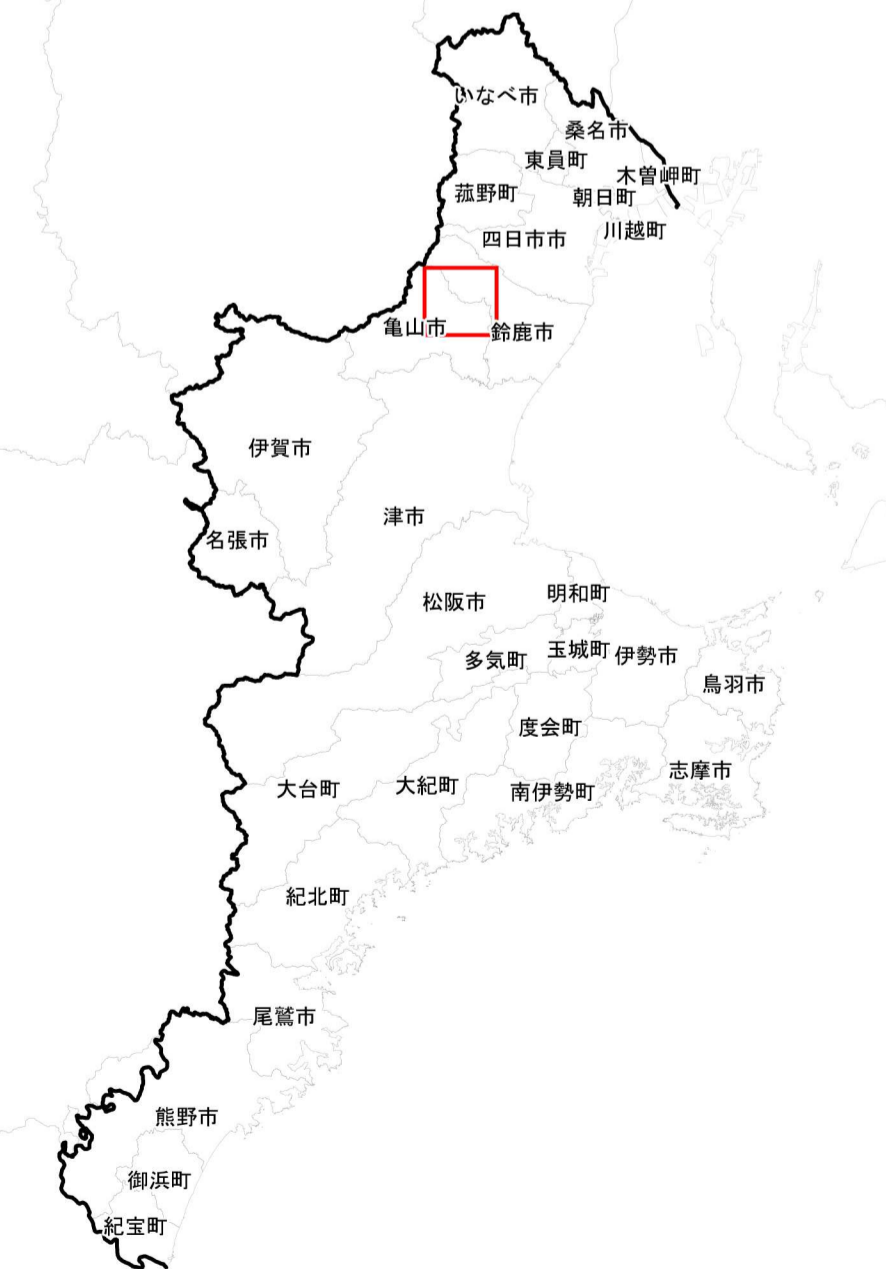 いなべ市
桑名市
東員町
木曽岬町
菰野町
朝日町
川越町
四日市市
亀山市
鈴鹿市
伊賀市
津市
名張市
明和町
松阪市
玉城町
伊勢市
多気町
鳥羽市
度会町
志摩市
大台町
大紀町
南伊勢町
紀北町
尾鷲市
熊野市
御浜町
紀宝町